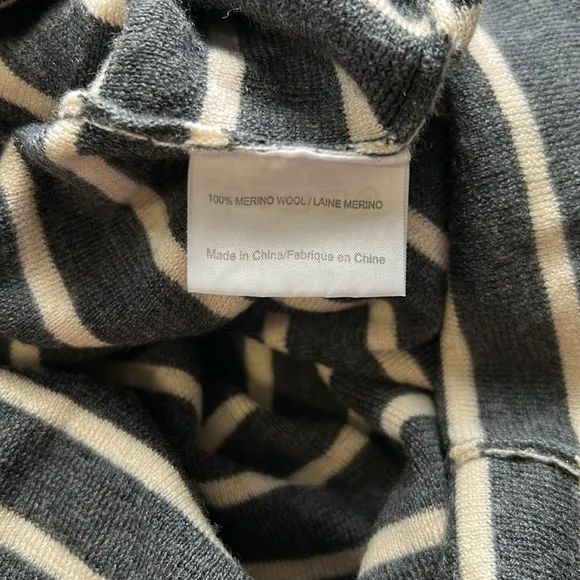 100% MERINO WOOL / LAINE MERINO
Made in China/Fabrique en Chine